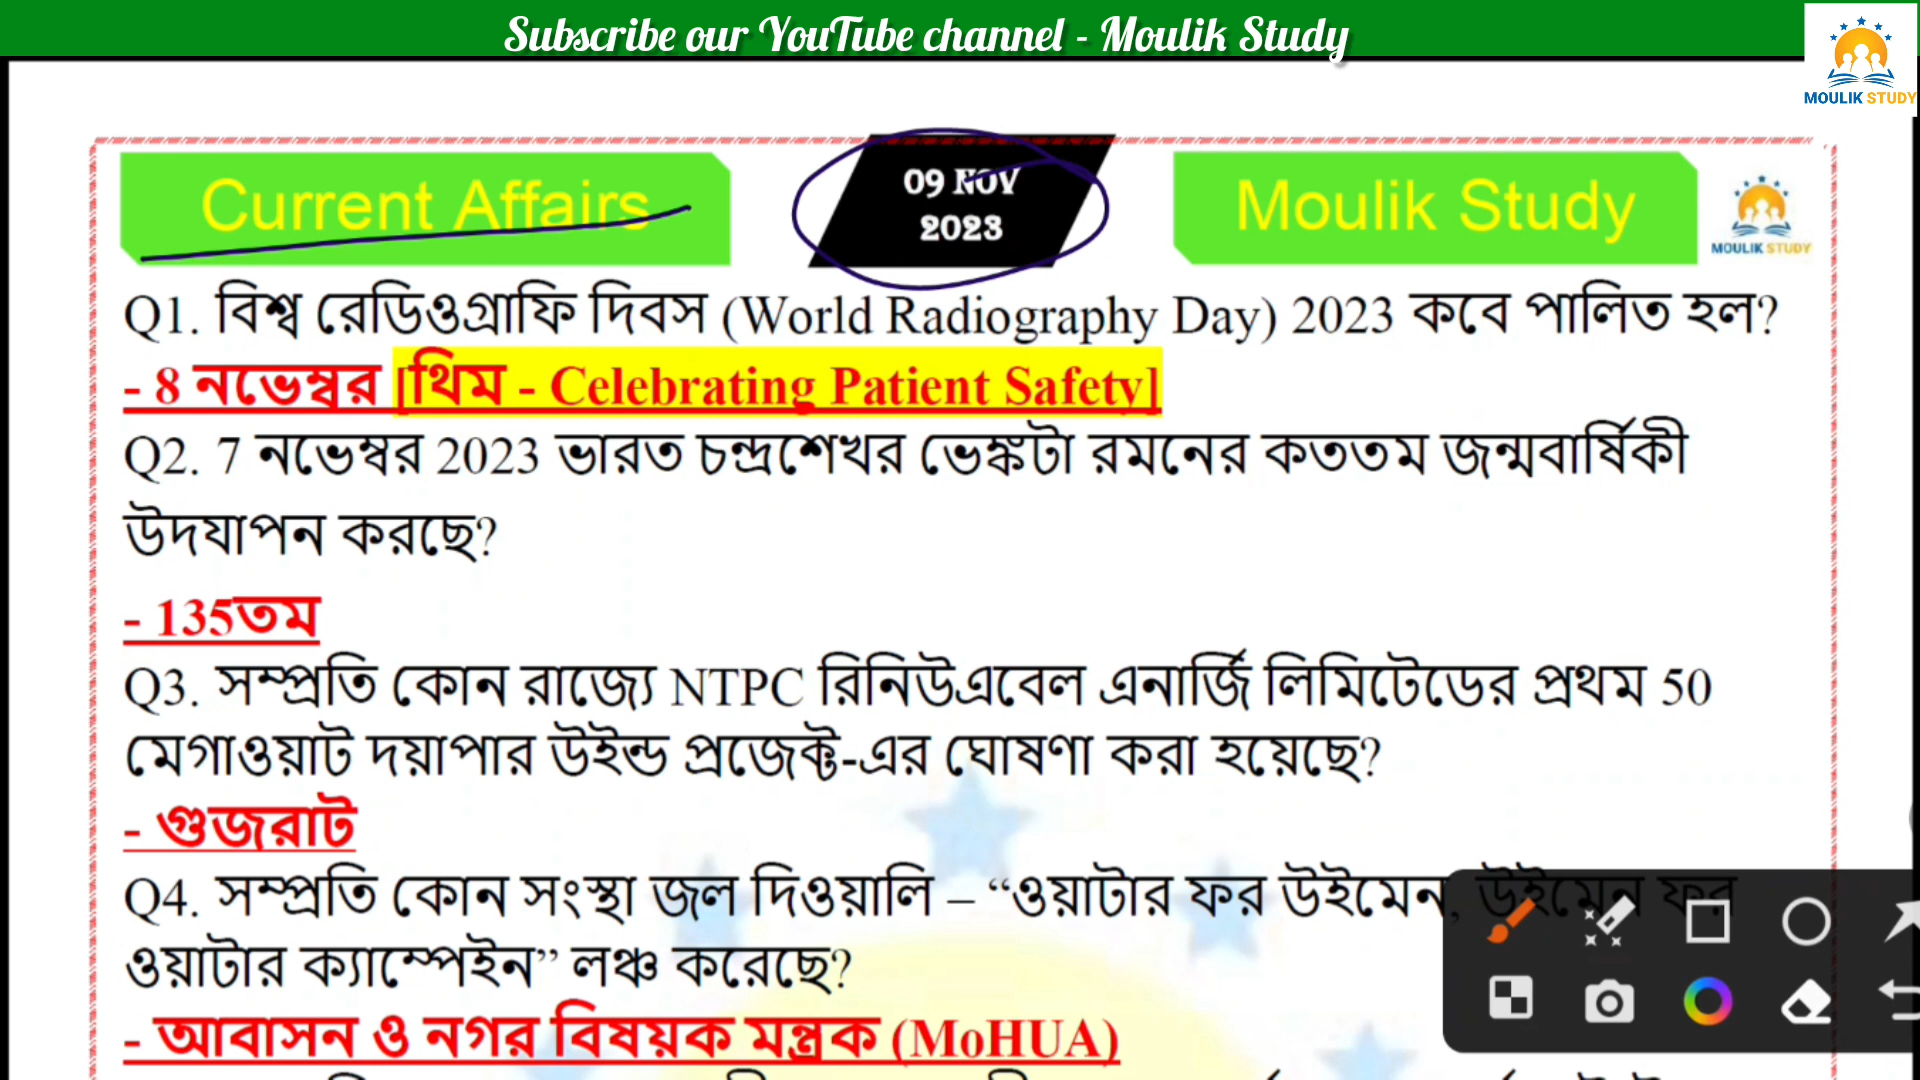 Subscribe our YouTube channel - Moulik Study
MOULIK STUDY
Current Affairs
09 NOV
2023
Moulik Study
MOULIK STUDY
Q1. বিশ্ব রেডিওগ্রাফি দিবস (World Radiography Day) 2023 কবে পালিত হল?
- 8 নভেম্বর [থিম - Celebrating Patient Safety]
Q2. 7 নভেম্বর 2023 ভারত চন্দ্রশেখর ভেঙ্কটা রমনের কততম জন্মবার্ষিকী
উদযাপন করছে?
- 135তম
Q3. সম্প্রতি কোন রাজ্যে NTPC রিনিউএবেল এনার্জি লিমিটেডের প্রথম 50
মেগাওয়াট দয়াপার উইন্ড প্রজেক্ট-এর ঘোষণা করা হয়েছে?
- গুজরাট
Q4. সম্প্রতি কোন সংস্থা জল দিওয়ালি – “ওয়াটার ফর উইমেন, উইমেন ফর
ওয়াটার ক্যাম্পেইন” লঞ্চ করেছে?
- আবাসন ও নগর বিষয়ক মন্ত্রক (MoHUA)